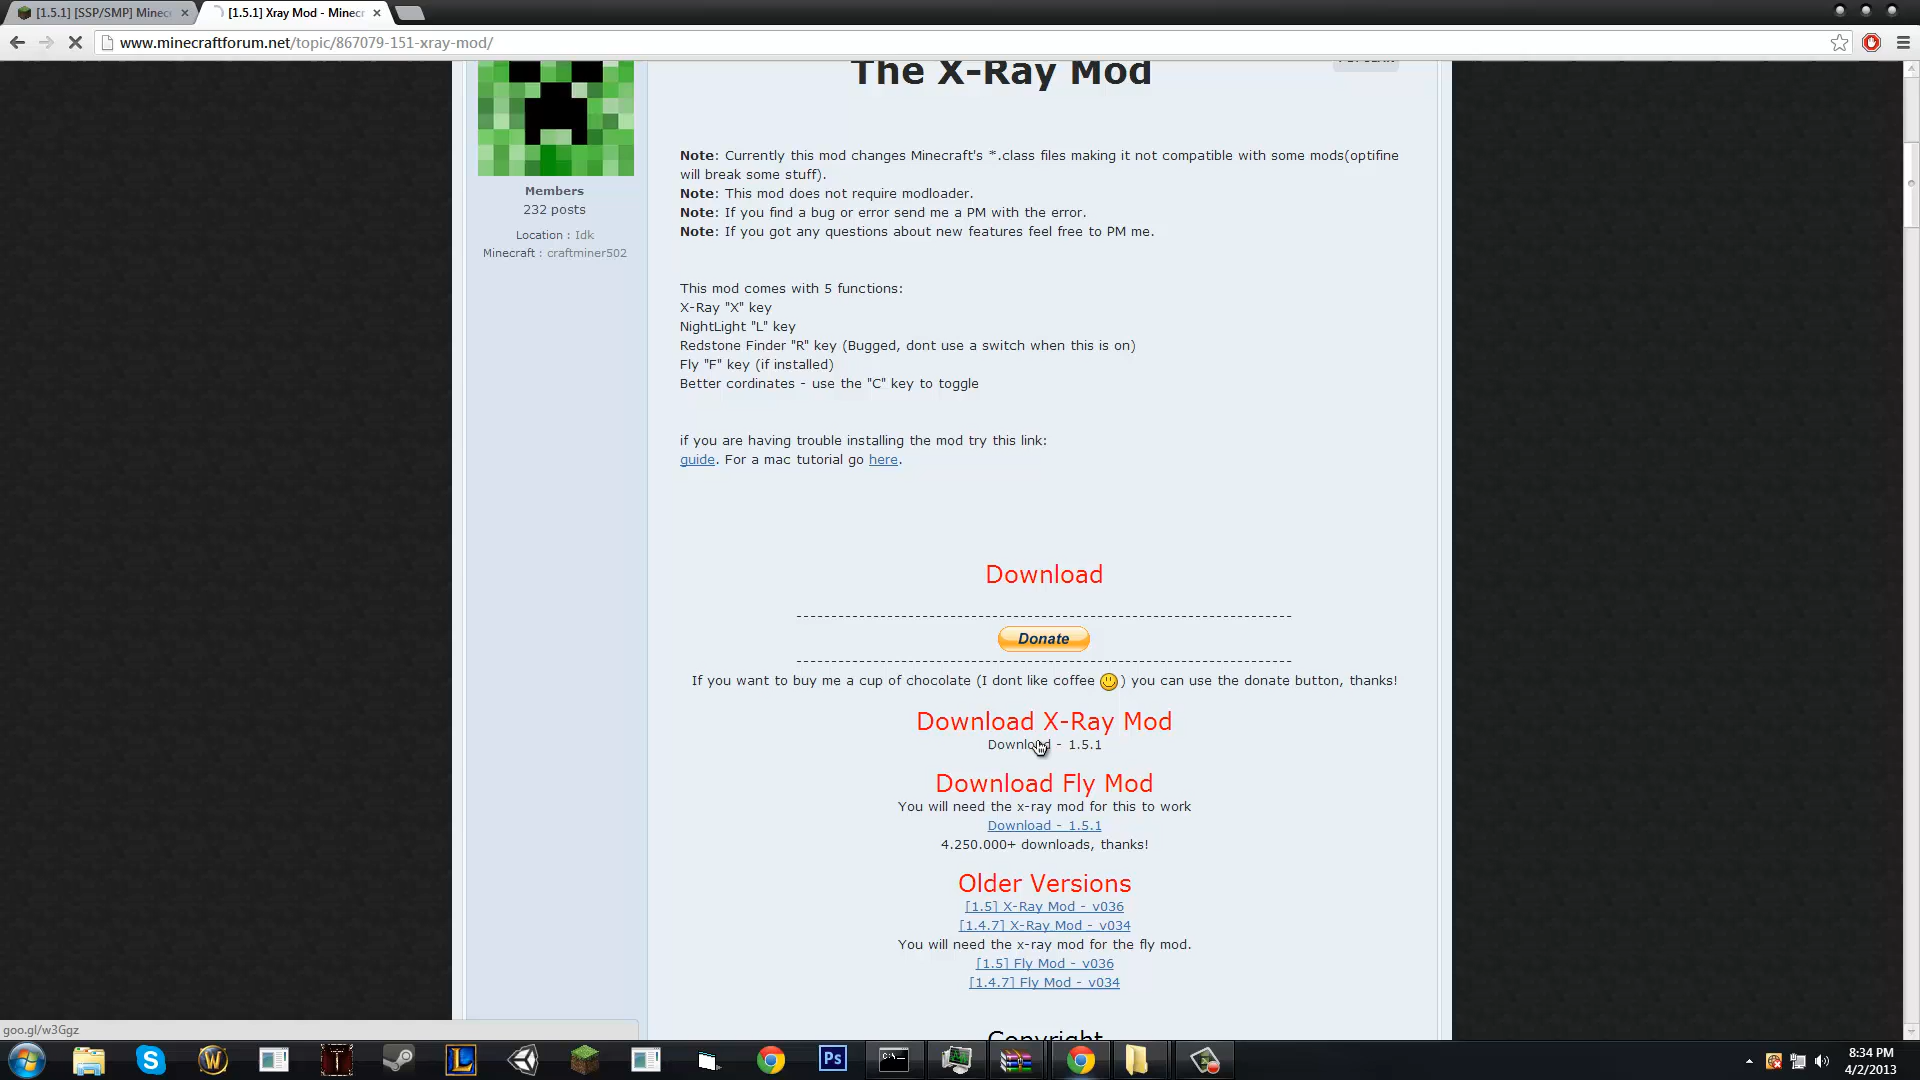 [1.5.1] [SSP/SMP] Minec
[1.5.1] Xray Mod - Minec
www.minecraftforum.net/topic/867079-151-xray-mod/
The X-Ray Mod
Members
232 posts
Location : Idk
Minecraft : craftminer502
Note: Currently this mod changes Minecraft's *.class files making it not compatible with some mods(optifine
will break some stuff).
Note: This mod does not require modloader.
Note: If you find a bug or error send me a PM with the error.
Note: If you got any questions about new features feel free to PM me.
This mod comes with 5 functions:
X-Ray "X" key
NightLight "L" key
Redstone Finder "R" key (Bugged, dont use a switch when this is on)
Fly "F" key (if installed)
Better cordinates - use the "C" key to toggle
if you are having trouble installing the mod try this link:
guide. For a mac tutorial go here.
Download
--------------------------------------------------------------------------
Donate
--------------------------------------------------------------------------
If you want to buy me a cup of chocolate (I dont like coffee ) you can use the donate button, thanks!
Download X-Ray Mod
Download - 1.5.1
Download Fly Mod
You will need the x-ray mod for this to work
Download - 1.5.1
4.250.000+ downloads, thanks!
Older Versions
[1.5] X-Ray Mod - v036
[1.4.7] X-Ray Mod - v034
You will need the x-ray mod for the fly mod.
[1.5] Fly Mod - v036
[1.4.7] Fly Mod - v034
Copyright
goo.gl/w3Ggz
Ps
8:34 PM
4/2/2013